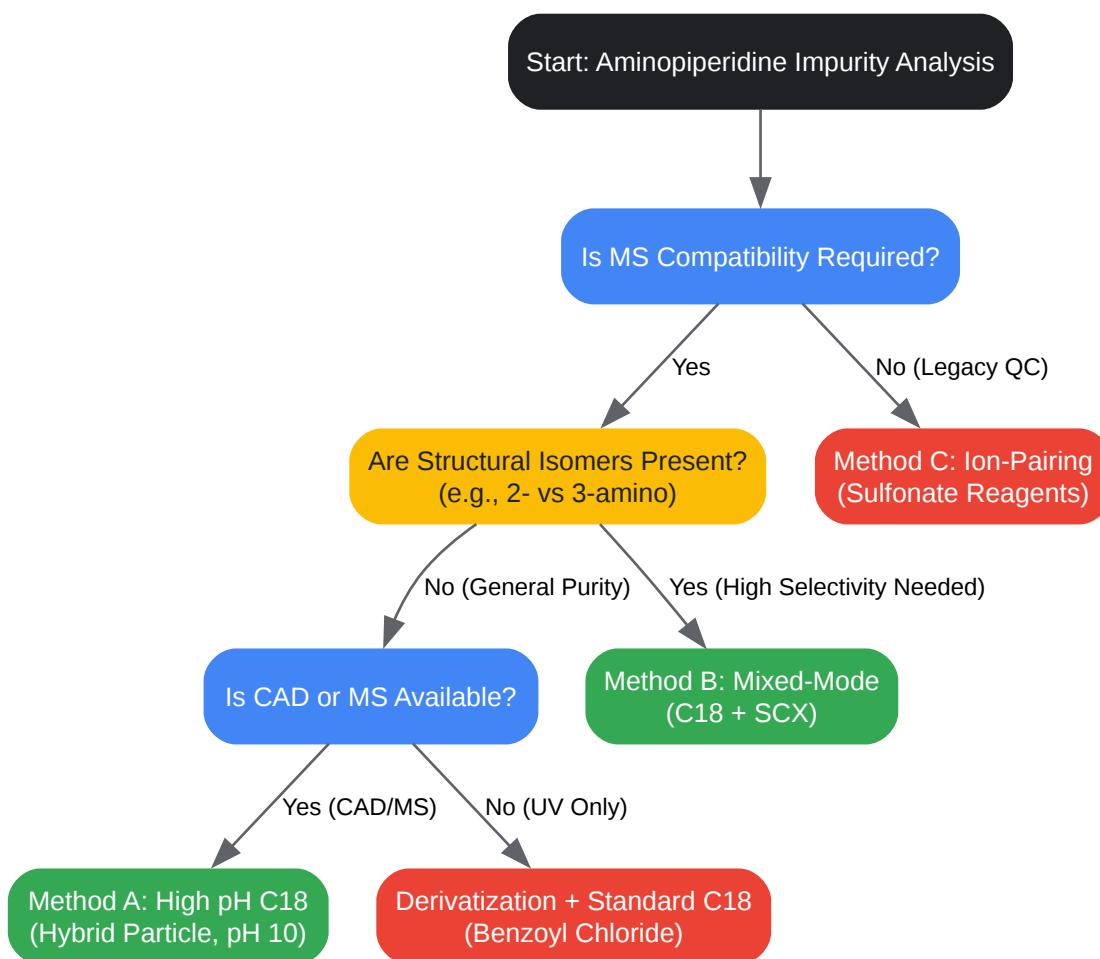 Start: Aminopiperidine Impurity Analysis
Is MS Compatibility Required?
Yes
No (Legacy QC)
Are Structural Isomers Present?
(e.g., 2- vs 3-amino)
Method C: Ion-Pairing
(Sulfonate Reagents)
No (General Purity)
Yes (High Selectivity Needed)
Is CAD or MS Available?
Method B: Mixed-Mode
(C18 + SCX)
Yes (CAD/MS)
No (UV Only)
Method A: High pH C18
(Hybrid Particle, pH 10)
Derivatization + Standard C18
(Benzoyl Chloride)